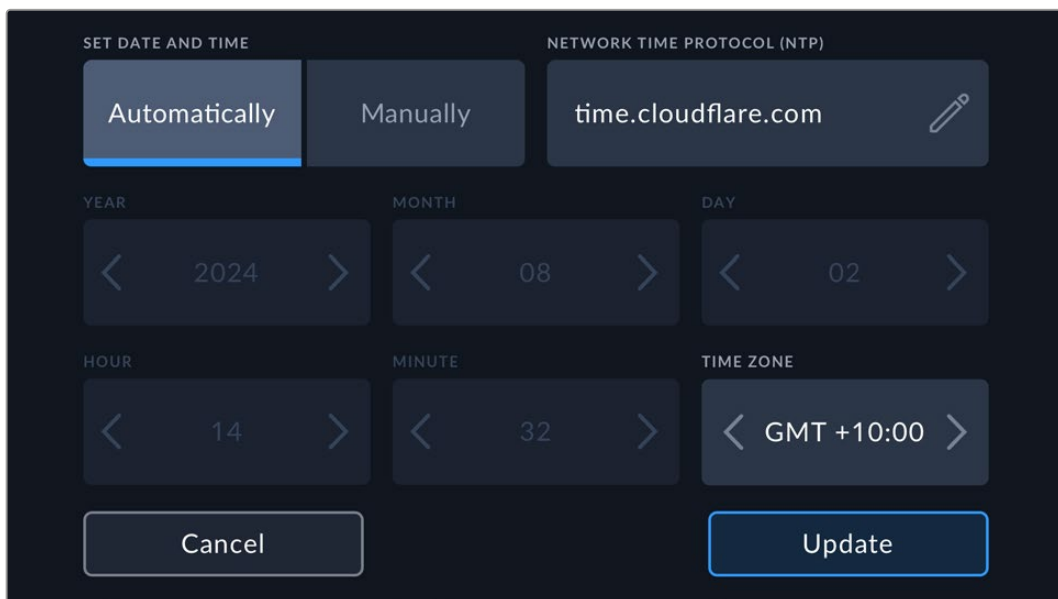 SET DATE AND TIME
NETWORK TIME PROTOCOL (NTP)
Automatically
Manually
time.cloudflare.com
YEAR
MONTH
DAY
2024
08
02
HOUR
MINUTE
TIME ZONE
14
32
GMT +10:00
Cancel
Update